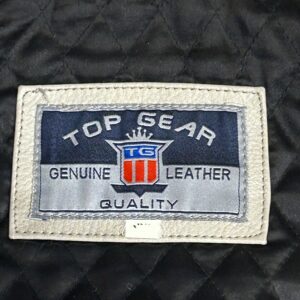 TOP GEAR
TG
GENUINE LEATHER
QUALITY